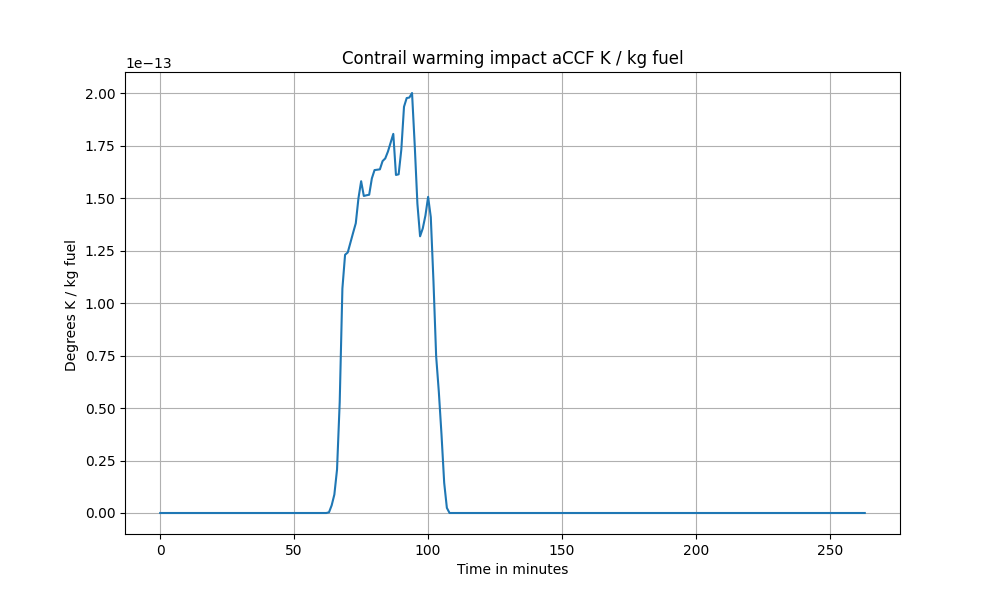 Contrail warming impact aCCF K / kg fuel
1e−13
2.00
1.75
1.50
1.25
1.00
0.75
0.50
0.25
0.00
Degrees K / kg fuel
0 50 100 150 200 250
Time in minutes